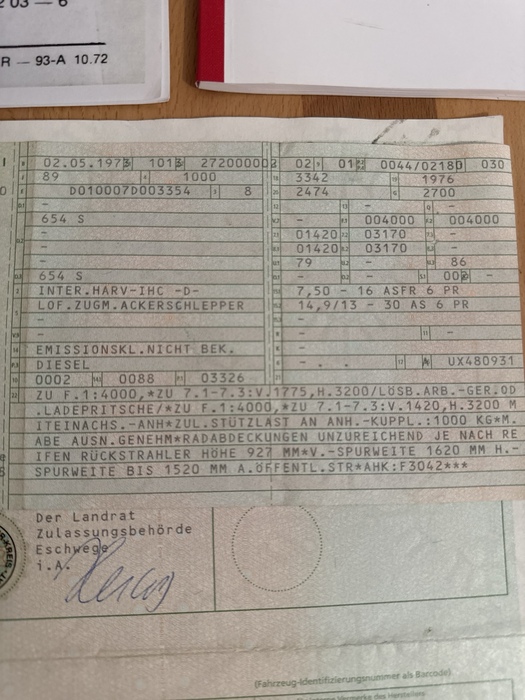 R — 93-A 10.72
02.05.1973 1013 27200000 02 01 0044/0218 030
89 1000 3342 1976
D010007D003354 8 2474 2700
- - -
654 S - 004000 004000
- 01420 03170
- 01420 03170
- 79 - 86
654 S - - 00 -
INTER.HARV-IHC -D- 7,50 - 16 ASFR 6 PR
LOF.ZUGM.ACKERSCHLEPPER 14,9/13 - 30 AS 6 PR
- -
- - -
EMISSIONSKL.NICHT BEK. -
DIESEL - . . UX480931
0002 0088 03326
ZU F.1:4000,*ZU 7.1-7.3:V.1775,H.3200/LÖSB.ARB.-GER.OD
.LADEPRITSCHE/*ZU F.1:4000,*ZU 7.1-7.3:V.1420,H.3200 M
ITEINACHS.-ANH*ZUL.STÜTZLAST AN ANH.-KUPPL.:1000 KG*M.
ABE AUSN.GENEHM*RADABDECKUNGEN UNZUREICHEND JE NACH RE
IFEN RÜCKSTRAHLER HÖHE 927 MM*V.-SPURWEITE 1620 MM H.-
SPURWEITE BIS 1520 MM A.ÖFFENTL.STR*AHK:F3042***
Der Landrat
Zulassungsbehörde
Eschwege
i.A.
(Fahrzeug-Identifizierungsnummer als Barcode)
Vermerke des Herstellers